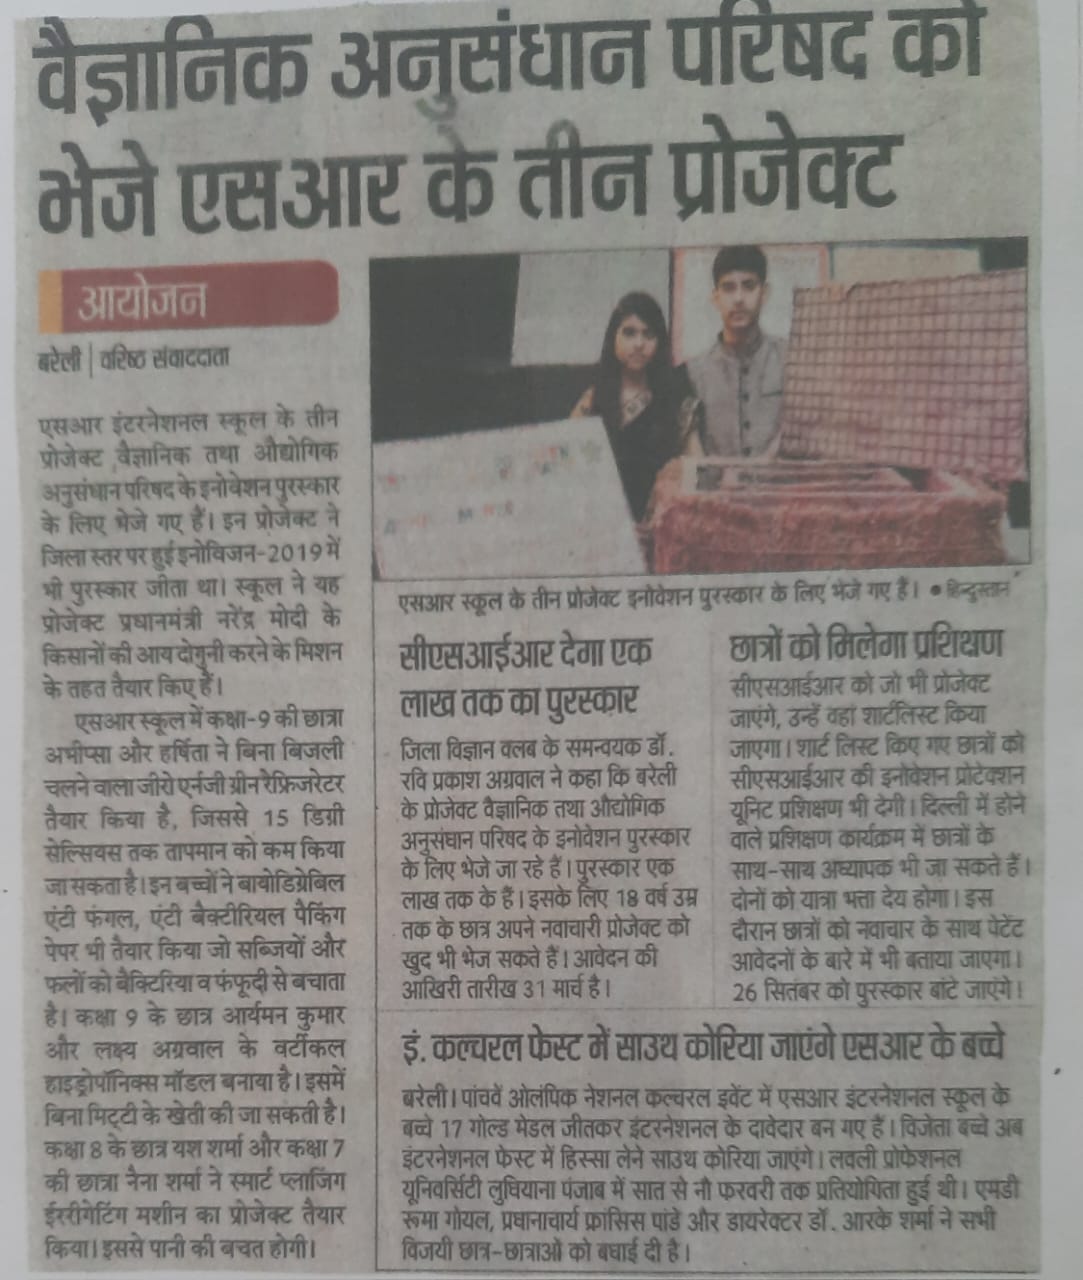 वैज्ञानिक अनुसंधान परिषद को
भेजे एसआर के तीन प्रोजेक्ट
आयोजन
बरेली | वरिष्ठ संवाददाता
एसआर इंटरनेशनल स्कूल के तीन
प्रोजेक्ट वैज्ञानिक तथा औद्योगिक
अनुसंधान परिषद के इनोवेशन पुरस्कार
के लिए भेजे गए हैं। इन प्रोजेक्ट ने
जिला स्तर पर हुई इनोविजन-2019 में
भी पुरस्कार जीता था। स्कूल ने यह
प्रोजेक्ट प्रधानमंत्री नरेंद्र मोदी के
किसानों की आय दोगुनी करने के मिशन
के तहत तैयार किए हैं।
एसआर स्कूल में कक्षा-9 की छात्रा
अभीप्सा और हर्षिता ने बिना बिजली
चलने वाला जीरो एर्नजी ग्रीन रैफ्रिजरेटर
तैयार किया है, जिससे 15 डिग्री
सेल्सियस तक तापमान को कम किया
जा सकता है। इन बच्चों ने बायोडिग्रेबिल
एंटी फंगल, एंटी बैक्टीरियल पैकिंग
पेपर भी तैयार किया जो सब्जियों और
फलों को बैक्टिरिया व फंफूदी से बचाता
है। कक्षा 9 के छात्र आर्यमन कुमार
और लक्ष्य अग्रवाल के वर्टीकल
हाइड्रोपॉनिक्स मॉडल बनाया है। इसमें
बिना मिट्टी के खेती की जा सकती है।
कक्षा 8 के छात्र यश शर्मा और कक्षा 7
की छात्रा नैना शर्मा ने स्मार्ट प्लाजिंग
ईररीगेटिंग मशीन का प्रोजेक्ट तैयार
किया। इससे पानी की बचत होगी।
एसआर स्कूल के तीन प्रोजेक्ट इनोवेशन पुरस्कार के लिए भेजे गए हैं। ● हिन्दुस्तान
सीएसआईआर देगा एक
लाख तक का पुरस्कार
जिला विज्ञान क्लब के समन्वयक डॉ.
रवि प्रकाश अग्रवाल ने कहा कि बरेली
के प्रोजेक्ट वैज्ञानिक तथा औद्योगिक
अनुसंधान परिषद के इनोवेशन पुरस्कार
के लिए भेजे जा रहे हैं। पुरस्कार एक
लाख तक के हैं। इसके लिए 18 वर्ष उम्र
तक के छात्र अपने नवाचारी प्रोजेक्ट को
खुद भी भेज सकते हैं। आवेदन की
आखिरी तारीख 31 मार्च है।
छात्रों को मिलेगा प्रशिक्षण
सीएसआईआर को जो भी प्रोजेक्ट
जाएंगे, उन्हें वहां शार्टलिस्ट किया
जाएगा। शार्ट लिस्ट किए गए छात्रों को
सीएसआईआर की इनोवेशन प्रोटेक्शन
यूनिट प्रशिक्षण भी देगी। दिल्ली में होने
वाले प्रशिक्षण कार्यक्रम में छात्रों के
साथ-साथ अध्यापक भी जा सकते हैं।
दोनों को यात्रा भत्ता देय होगा। इस
दौरान छात्रों को नवाचार के साथ पेटेंट
आवेदनों के बारे में भी बताया जाएगा।
26 सितंबर को पुरस्कार बांटे जाएंगे।
इं. कल्चरल फेस्ट में साउथ कोरिया जाएंगे एसआर के बच्चे
बरेली। पांचवें ओलंपिक नेशनल कल्चरल इवेंट में एसआर इंटरनेशनल स्कूल के
बच्चे 17 गोल्ड मेडल जीतकर इंटरनेशनल के दावेदार बन गए हैं। विजेता बच्चे अब
इंटरनेशनल फेस्ट में हिस्सा लेने साउथ कोरिया जाएंगे। लवली प्रोफेशनल
यूनिवर्सिटी लुधियाना पंजाब में सात से नौ फरवरी तक प्रतियोगिता हुई थी। एमडी
रूमा गोयल, प्रधानाचार्य फ्रांसिस पांडे और डायरेक्टर डॉ. आरके शर्मा ने सभी
विजयी छात्र-छात्राओं को बधाई दी है।